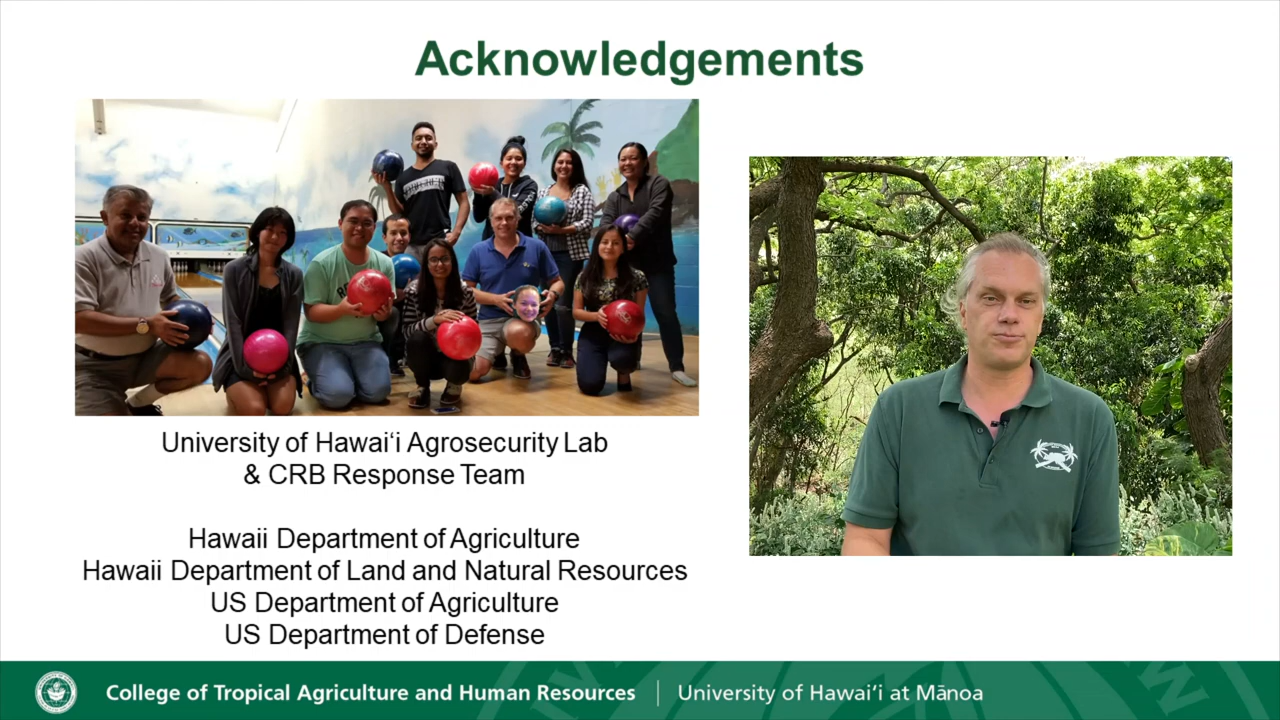 Acknowledgements
University of Hawaiʻi Agrosecurity Lab
& CRB Response Team
Hawaii Department of Agriculture
Hawaii Department of Land and Natural Resources
US Department of Agriculture
US Department of Defense
College of Tropical Agriculture and Human Resources | University of Hawaiʻi at Mānoa